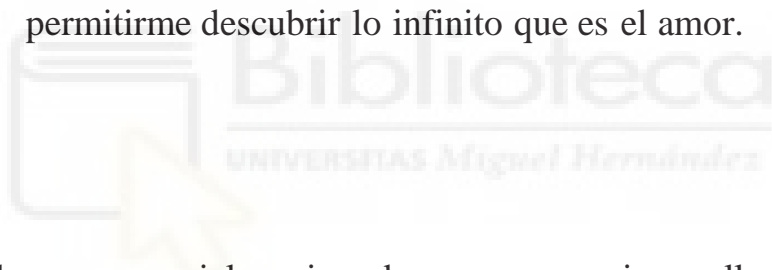 permitirme descubrir lo infinito que es el amor.
Biblioteca
UNIVERSITAS Miguel Hernández